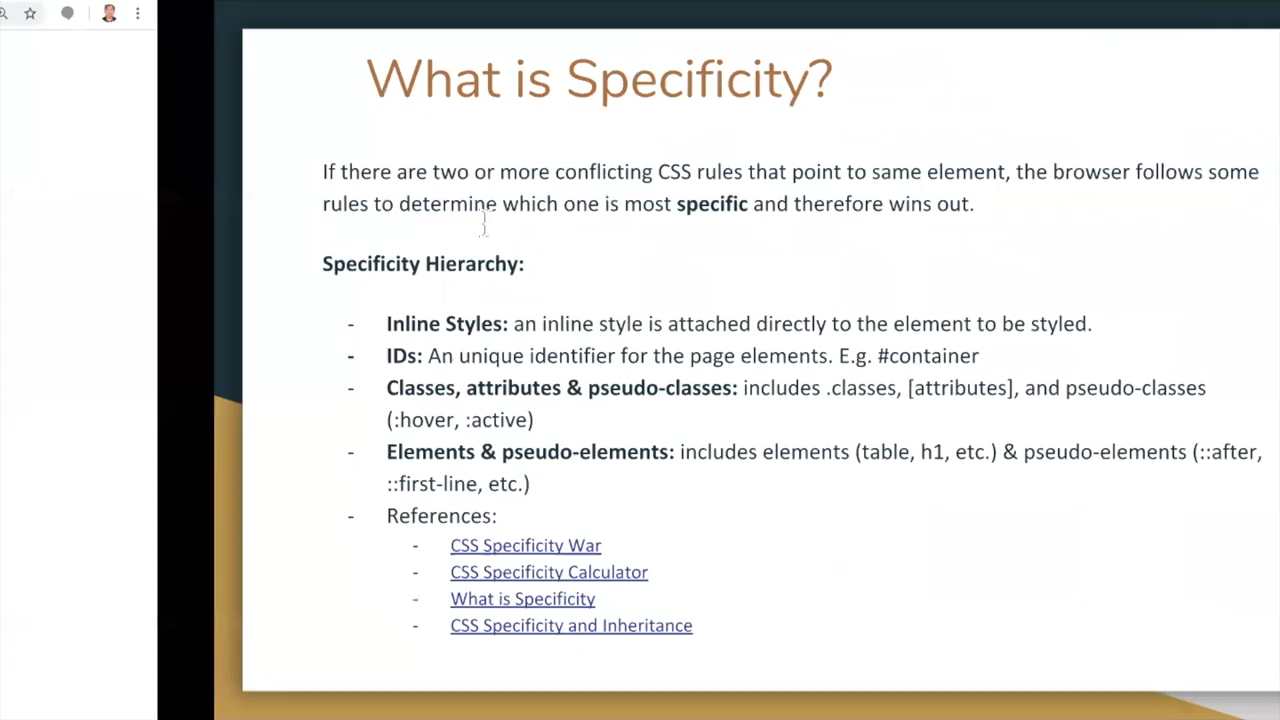 What is Specificity?
If there are two or more conflicting CSS rules that point to same element, the browser follows some
rules to determine which one is most specific and therefore wins out.
Specificity Hierarchy:
- Inline Styles: an inline style is attached directly to the element to be styled.
- IDs: An unique identifier for the page elements. E.g. #container
- Classes, attributes & pseudo-classes: includes .classes, [attributes], and pseudo-classes
(:hover, :active)
- Elements & pseudo-elements: includes elements (table, h1, etc.) & pseudo-elements (::after,
::first-line, etc.)
- References:
- CSS Specificity War
- CSS Specificity Calculator
- What is Specificity
- CSS Specificity and Inheritance